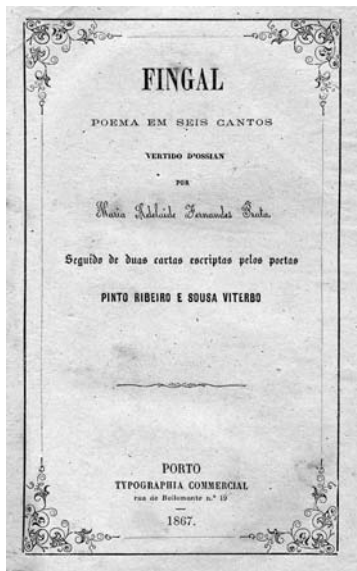 FINGAL
POEMA EM SEIS CANTOS
VERTIDO D'OSSIAN
POR
Maria Adelaide Fernandes Prata
Seguido de duas cartas escriptas pelos poetas
PINTO RIBEIRO E SOUSA VITERBO
PORTO
TYPOGRAPHIA COMMERCIAL
rua de Bellomonte n.º 19
1867.